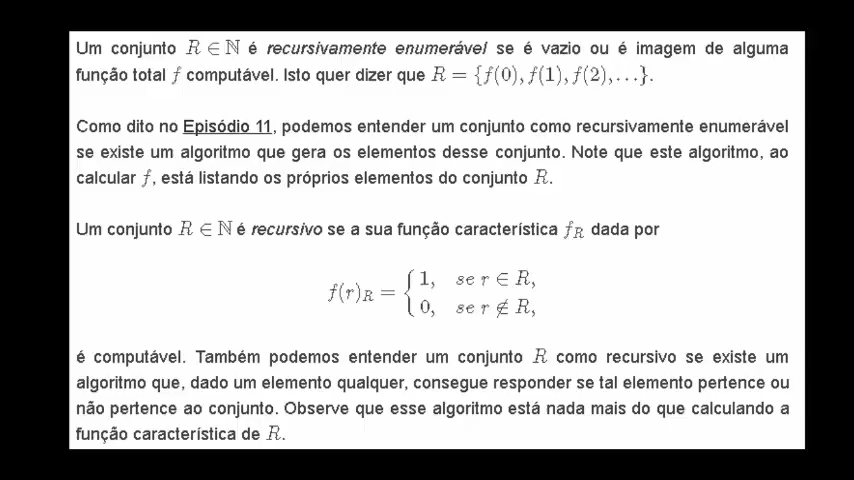 Um conjunto R ∈ ℕ é recursivamente enumerável se é vazio ou é imagem de alguma
função total f computável. Isto quer dizer que R = {f(0), f(1), f(2), …}.
Como dito no Episódio 11, podemos entender um conjunto como recursivamente enumerável
se existe um algoritmo que gera os elementos desse conjunto. Note que este algoritmo, ao
calcular f, está listando os próprios elementos do conjunto R.
Um conjunto R ∈ ℕ é recursivo se a sua função característica f_R dada por
f(r)_R = { 1, se r ∈ R,
0, se r ∉ R,
é computável. Também podemos entender um conjunto R como recursivo se existe um
algoritmo que, dado um elemento qualquer, consegue responder se tal elemento pertence ou
não pertence ao conjunto. Observe que esse algoritmo está nada mais do que calculando a
função característica de R.